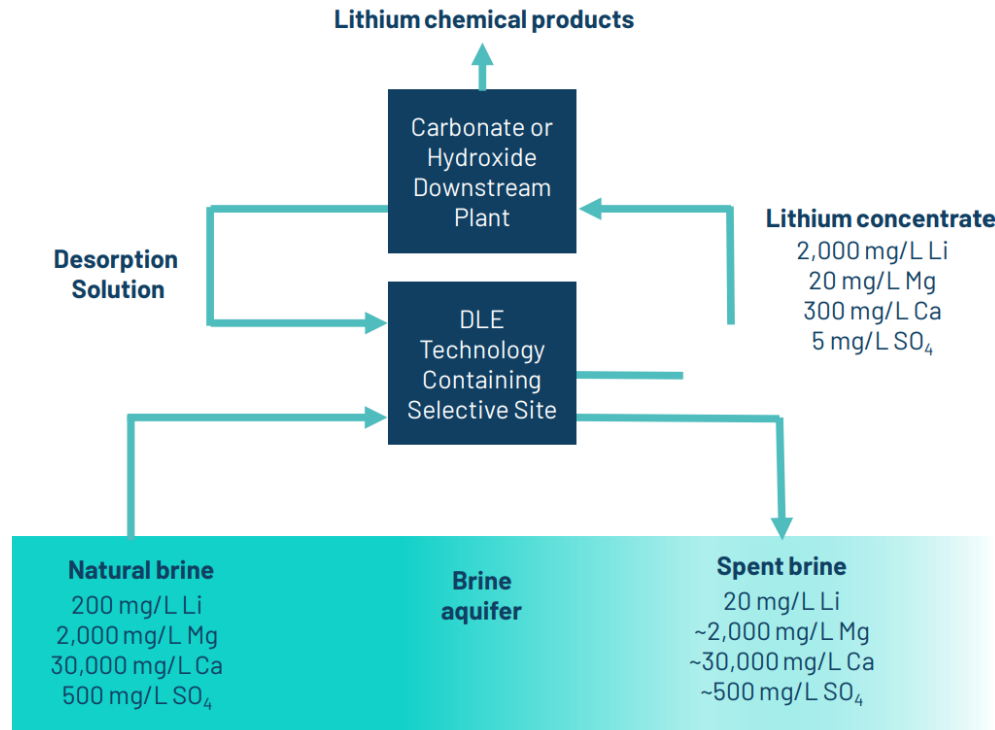 Lithium chemical products
Carbonate or
Hydroxide
Downstream
Plant
Desorption
Solution
Lithium concentrate
2,000 mg/L Li
20 mg/L Mg
300 mg/L Ca
5 mg/L SO₄
DLE
Technology
Containing
Selective Site
Natural brine
200 mg/L Li
2,000 mg/L Mg
30,000 mg/L Ca
500 mg/L SO₄
Brine
aquifer
Spent brine
20 mg/L Li
~2,000 mg/L Mg
~30,000 mg/L Ca
~500 mg/L SO₄